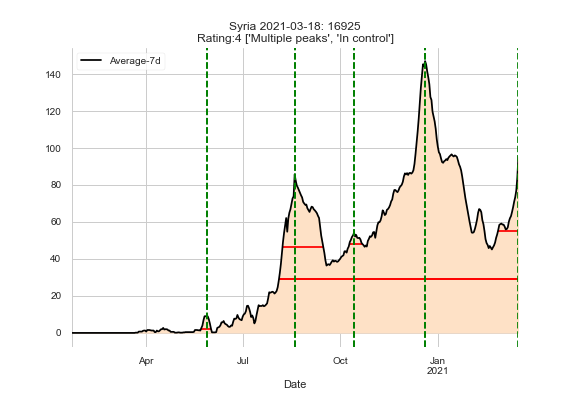 Syria 2021-03-18: 16925
Rating:4 ['Multiple peaks', 'In control']
Average-7d
140
120
100
80
60
40
20
0
Apr
Jul
Oct
Jan
2021
Date